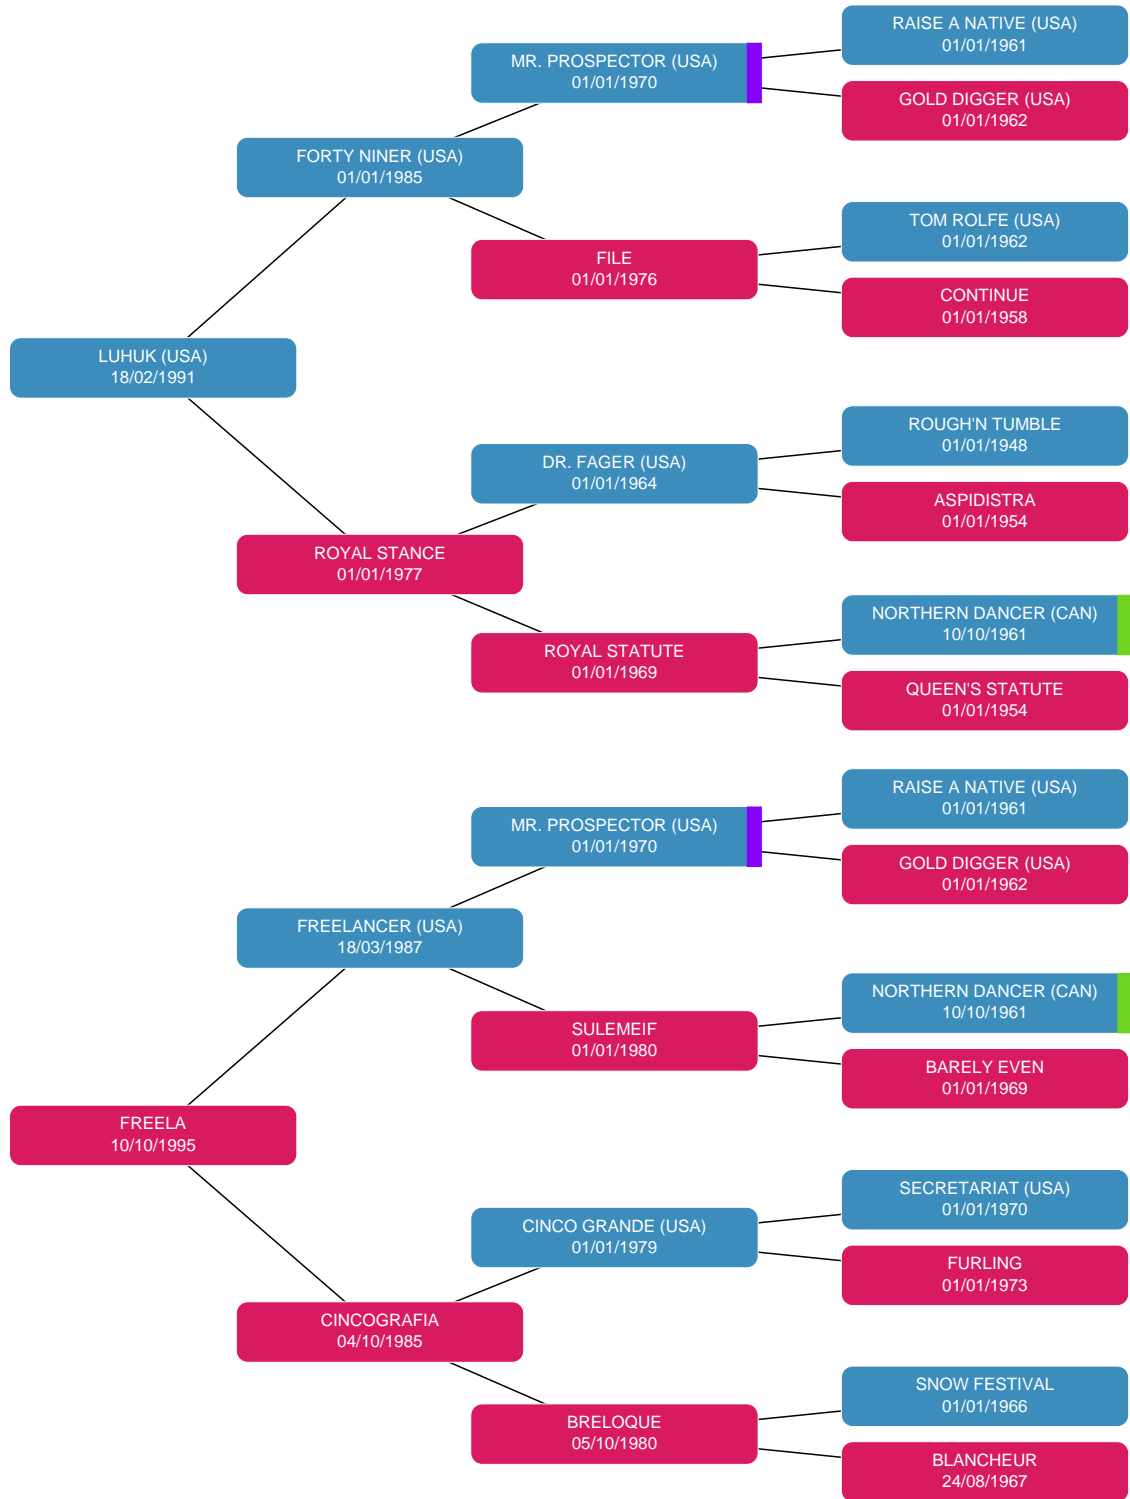 RAISE A NATIVE (USA)
01/01/1961
MR. PROSPECTOR (USA)
01/01/1970
GOLD DIGGER (USA)
01/01/1962
FORTY NINER (USA)
01/01/1985
TOM ROLFE (USA)
01/01/1962
FILE
01/01/1976
CONTINUE
01/01/1958
LUHUK (USA)
18/02/1991
ROUGH'N TUMBLE
01/01/1948
DR. FAGER (USA)
01/01/1964
ASPIDISTRA
01/01/1954
ROYAL STANCE
01/01/1977
NORTHERN DANCER (CAN)
10/10/1961
ROYAL STATUTE
01/01/1969
QUEEN'S STATUTE
01/01/1954
RAISE A NATIVE (USA)
01/01/1961
MR. PROSPECTOR (USA)
01/01/1970
GOLD DIGGER (USA)
01/01/1962
FREELANCER (USA)
18/03/1987
NORTHERN DANCER (CAN)
10/10/1961
SULEMEIF
01/01/1980
BARELY EVEN
01/01/1969
FREELA
10/10/1995
SECRETARIAT (USA)
01/01/1970
CINCO GRANDE (USA)
01/01/1979
FURLING
01/01/1973
CINCOGRAFIA
04/10/1985
SNOW FESTIVAL
01/01/1966
BRELOQUE
05/10/1980
BLANCHEUR
24/08/1967